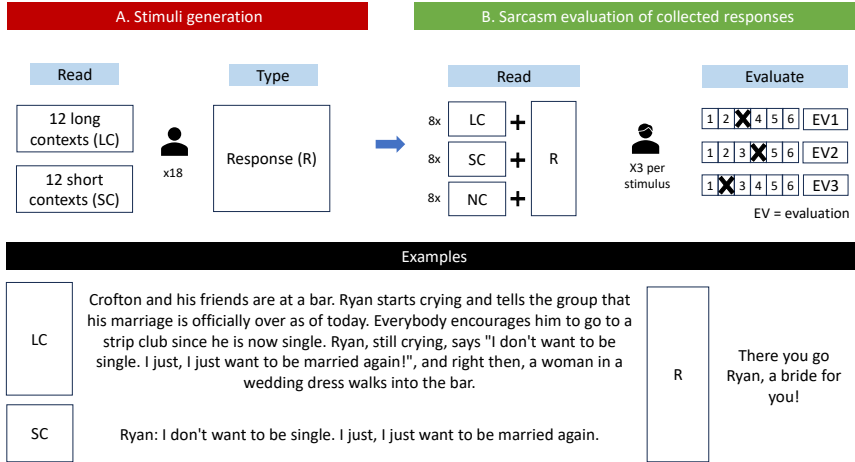 A. Stimuli generation
B. Sarcasm evaluation of collected responses
Read
Type
12 long
contexts (LC)
12 short
contexts (SC)
x18
Response (R)
Read
8x LC +
8x SC + R
8x NC +
X3 per
stimulus
Evaluate
1 2 X 4 5 6 EV1
1 2 3 X 5 6 EV2
1 X 3 4 5 6 EV3
EV = evaluation
Examples
LC
Crofton and his friends are at a bar. Ryan starts crying and tells the group that
his marriage is officially over as of today. Everybody encourages him to go to a
strip club since he is now single. Ryan, still crying, says "I don't want to be
single. I just, I just want to be married again!", and right then, a woman in a
wedding dress walks into the bar.
SC
Ryan: I don't want to be single. I just, I just want to be married again.
R
There you go
Ryan, a bride for
you!